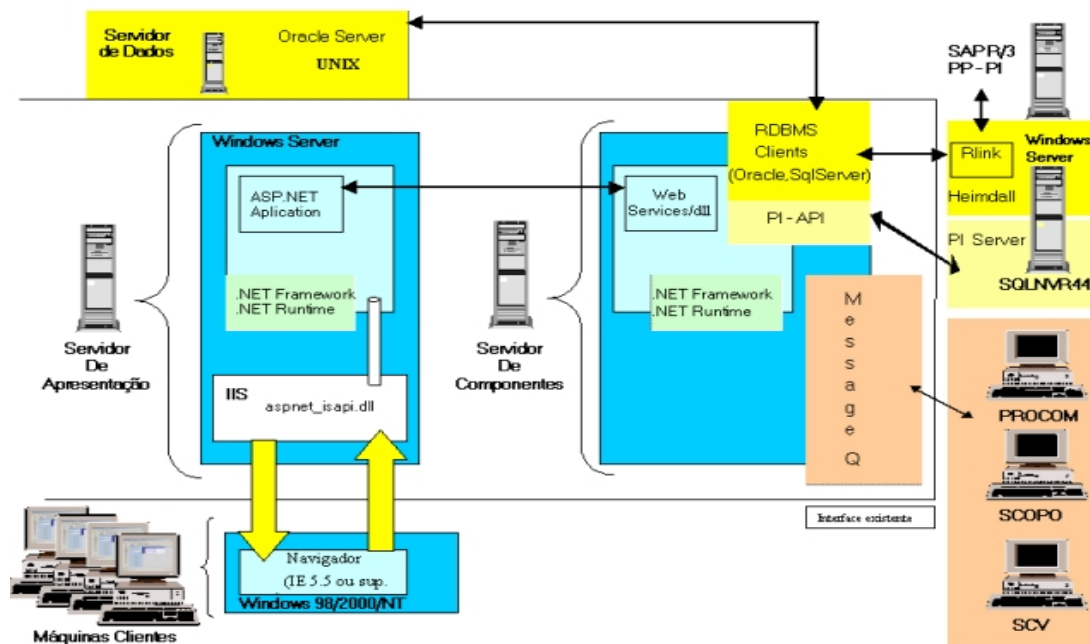 Servidor
de Dados
Oracle Server
UNIX
SAPR/3
PP-PI
Windows Server
ASP.NET
Aplication
.NET Framework
.NET Runtime
Servidor
De
Apresentação
IIS
aspnet_isapi.dll
Web
Services/dll
.NET Framework
.NET Runtime
Servidor
De
Componentes
RDBMS
Clients
(Oracle,SqlServer)
PI-API
Rlink
Windows
Server
Heimdall
PI Server
SQLNVR44
Message Q
PROCOM
SCOPO
SCV
Interface existente
Navegador
(IE 5.5 ou sup.
Windows 98/2000/NT
Máquinas Clientes